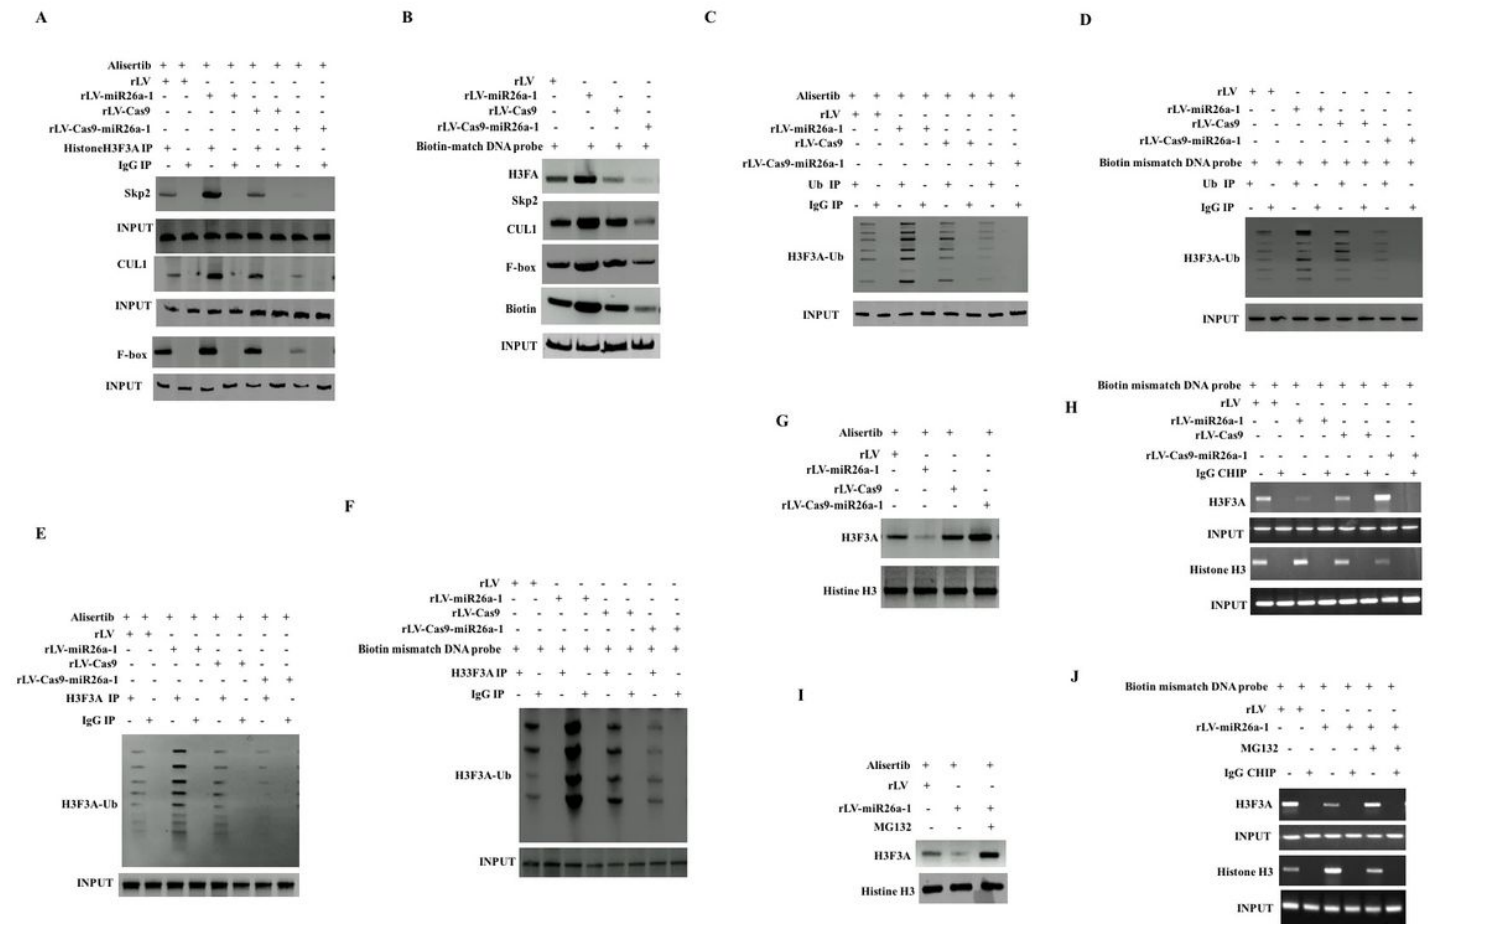 A
Alisertib + + + + + + + +
rLV + + - - - - - -
rLV-miR26a-1 - - + + - - - -
rLV-Cas9 - - - - + + - -
rLV-Cas9-miR26a-1 - - - - - - + +
HistoneH3F3A IP + - + - + - + -
IgG IP - + - + - + - +
Skp2
INPUT
CUL1
INPUT
F-box
INPUT
B
rLV + - - -
rLV-miR26a-1 - + - -
rLV-Cas9 - - + -
rLV-Cas9-miR26a-1 - - - +
Biotin-match DNA probe + + + +
H3FA
Skp2
CUL1
F-box
Biotin
INPUT
C
Alisertib + + + + + + + +
rLV + + - - - - - -
rLV-miR26a-1 - - + + - - - -
rLV-Cas9 - - - - + + - -
rLV-Cas9-miR26a-1 - - - - - - + +
Ub IP + - + - + - + -
IgG IP - + - + - + - +
H3F3A-Ub
INPUT
D
rLV + + - - - - - -
rLV-miR26a-1 - - + + - - - -
rLV-Cas9 - - - - + + - -
rLV-Cas9-miR26a-1 - - - - - - + +
Biotin mismatch DNA probe + + + + + + + +
Ub IP + - + - + - + -
IgG IP - + - + - + - +
H3F3A-Ub
INPUT
E
Alisertib + + + + + + + +
rLV + + - - - - - -
rLV-miR26a-1 - - + + - - - -
rLV-Cas9 - - - - + + - -
rLV-Cas9-miR26a-1 - - - - - - + +
H3F3A IP + - + - + - + -
IgG IP - + - + - + - +
H3F3A-Ub
INPUT
F
rLV + + - - - - - -
rLV-miR26a-1 - - + + - - - -
rLV-Cas9 - - - - + + - -
rLV-Cas9-miR26a-1 - - - - - - + +
Biotin mismatch DNA probe + + + + + + + +
H33F3A IP + - + - + - + -
IgG IP - + - + - + - +
H3F3A-Ub
INPUT
G
Alisertib + + + +
rLV + - - -
rLV-miR26a-1 - + - -
rLV-Cas9 - - + -
rLV-Cas9-miR26a-1 - - - +
H3F3A
Histine H3
H
Biotin mismatch DNA probe + + + + + + + +
rLV + + - - - - - -
rLV-miR26a-1 - - + + - - - -
rLV-Cas9 - - - - + + - -
rLV-Cas9-miR26a-1 - - - - - - + +
IgG CHIP - + - + - + - +
H3F3A
INPUT
Histone H3
INPUT
I
Alisertib + + +
rLV + - -
rLV-miR26a-1 - + +
MG132 - - +
H3F3A
Histine H3
J
Biotin mismatch DNA probe + + + + + +
rLV + + - - - -
rLV-miR26a-1 - - + + + +
MG132 - - - - + +
IgG CHIP - + - + - +
H3F3A
INPUT
Histone H3
INPUT